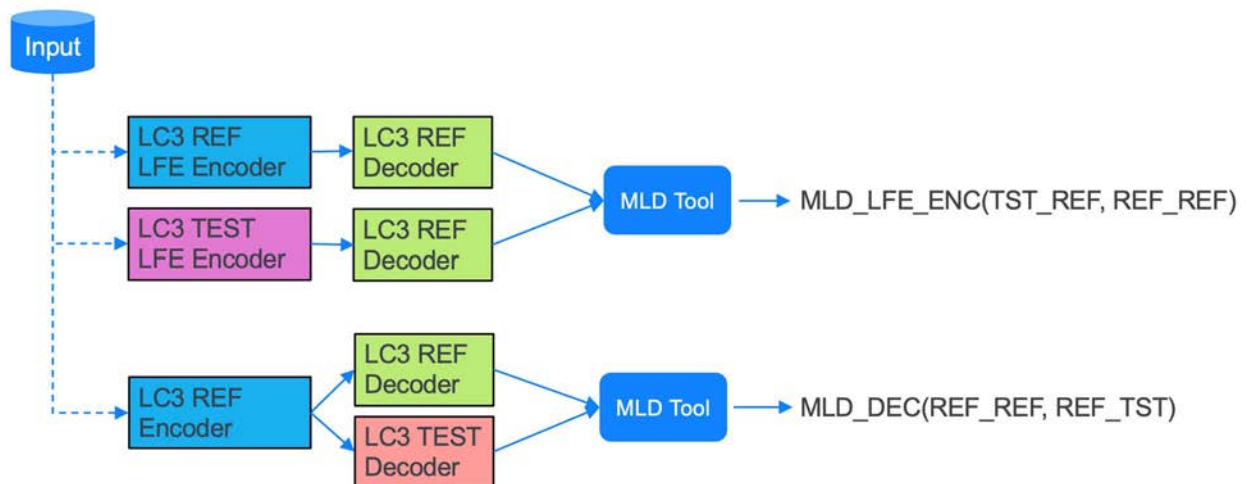 Input
LC3 REF
LFE Encoder
LC3 REF
Decoder
MLD Tool
MLD_LFE_ENC(TST_REF, REF_REF)
LC3 TEST
LFE Encoder
LC3 REF
Decoder
LC3 REF
Encoder
LC3 REF
Decoder
LC3 TEST
Decoder
MLD Tool
MLD_DEC(REF_REF, REF_TST)